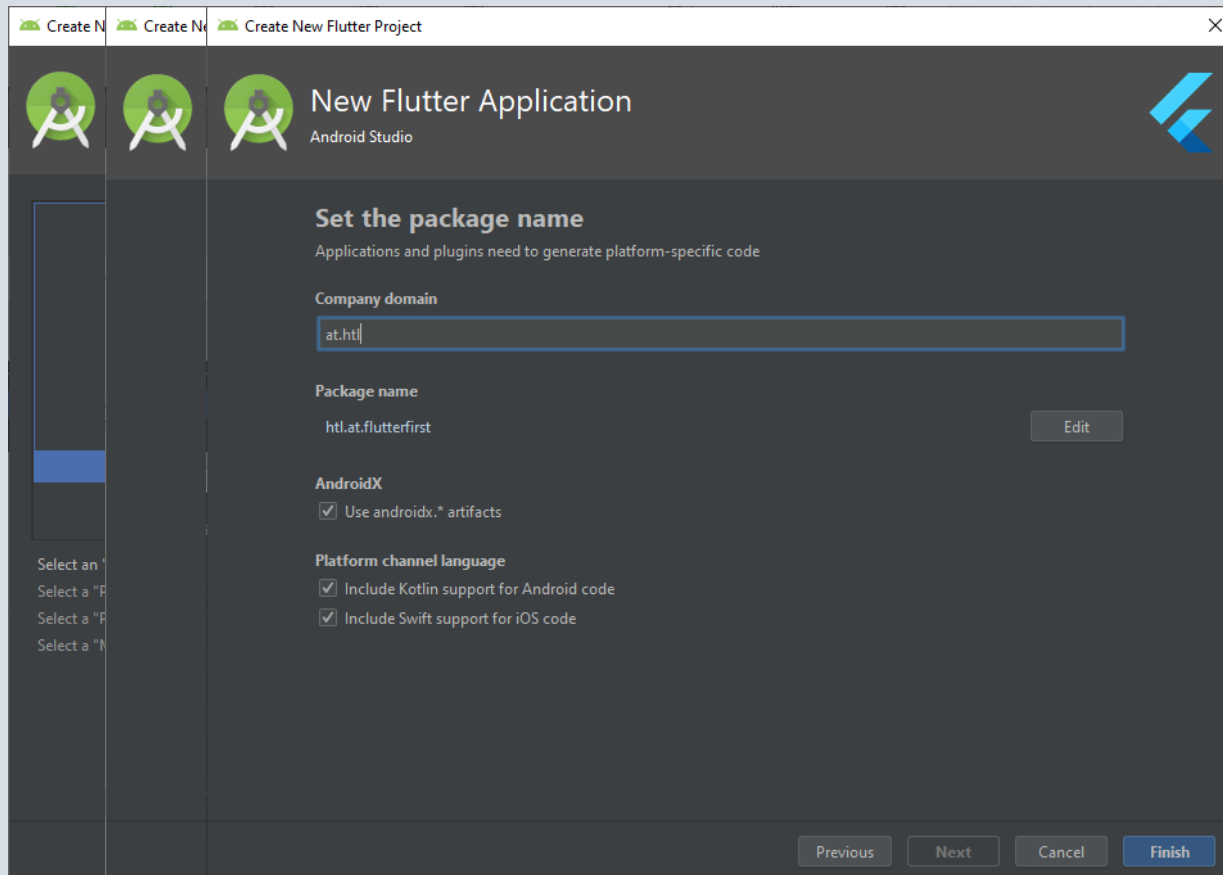 Create N
Create Ne
Create New Flutter Project
New Flutter Application
Android Studio
Set the package name
Applications and plugins need to generate platform-specific code
Company domain
at.htl
Package name
htl.at.flutterfirst
Edit
AndroidX
Use androidx.* artifacts
Platform channel language
Include Kotlin support for Android code
Include Swift support for iOS code
Select an "
Select a "P
Select a "P
Select a "M
Previous
Next
Cancel
Finish